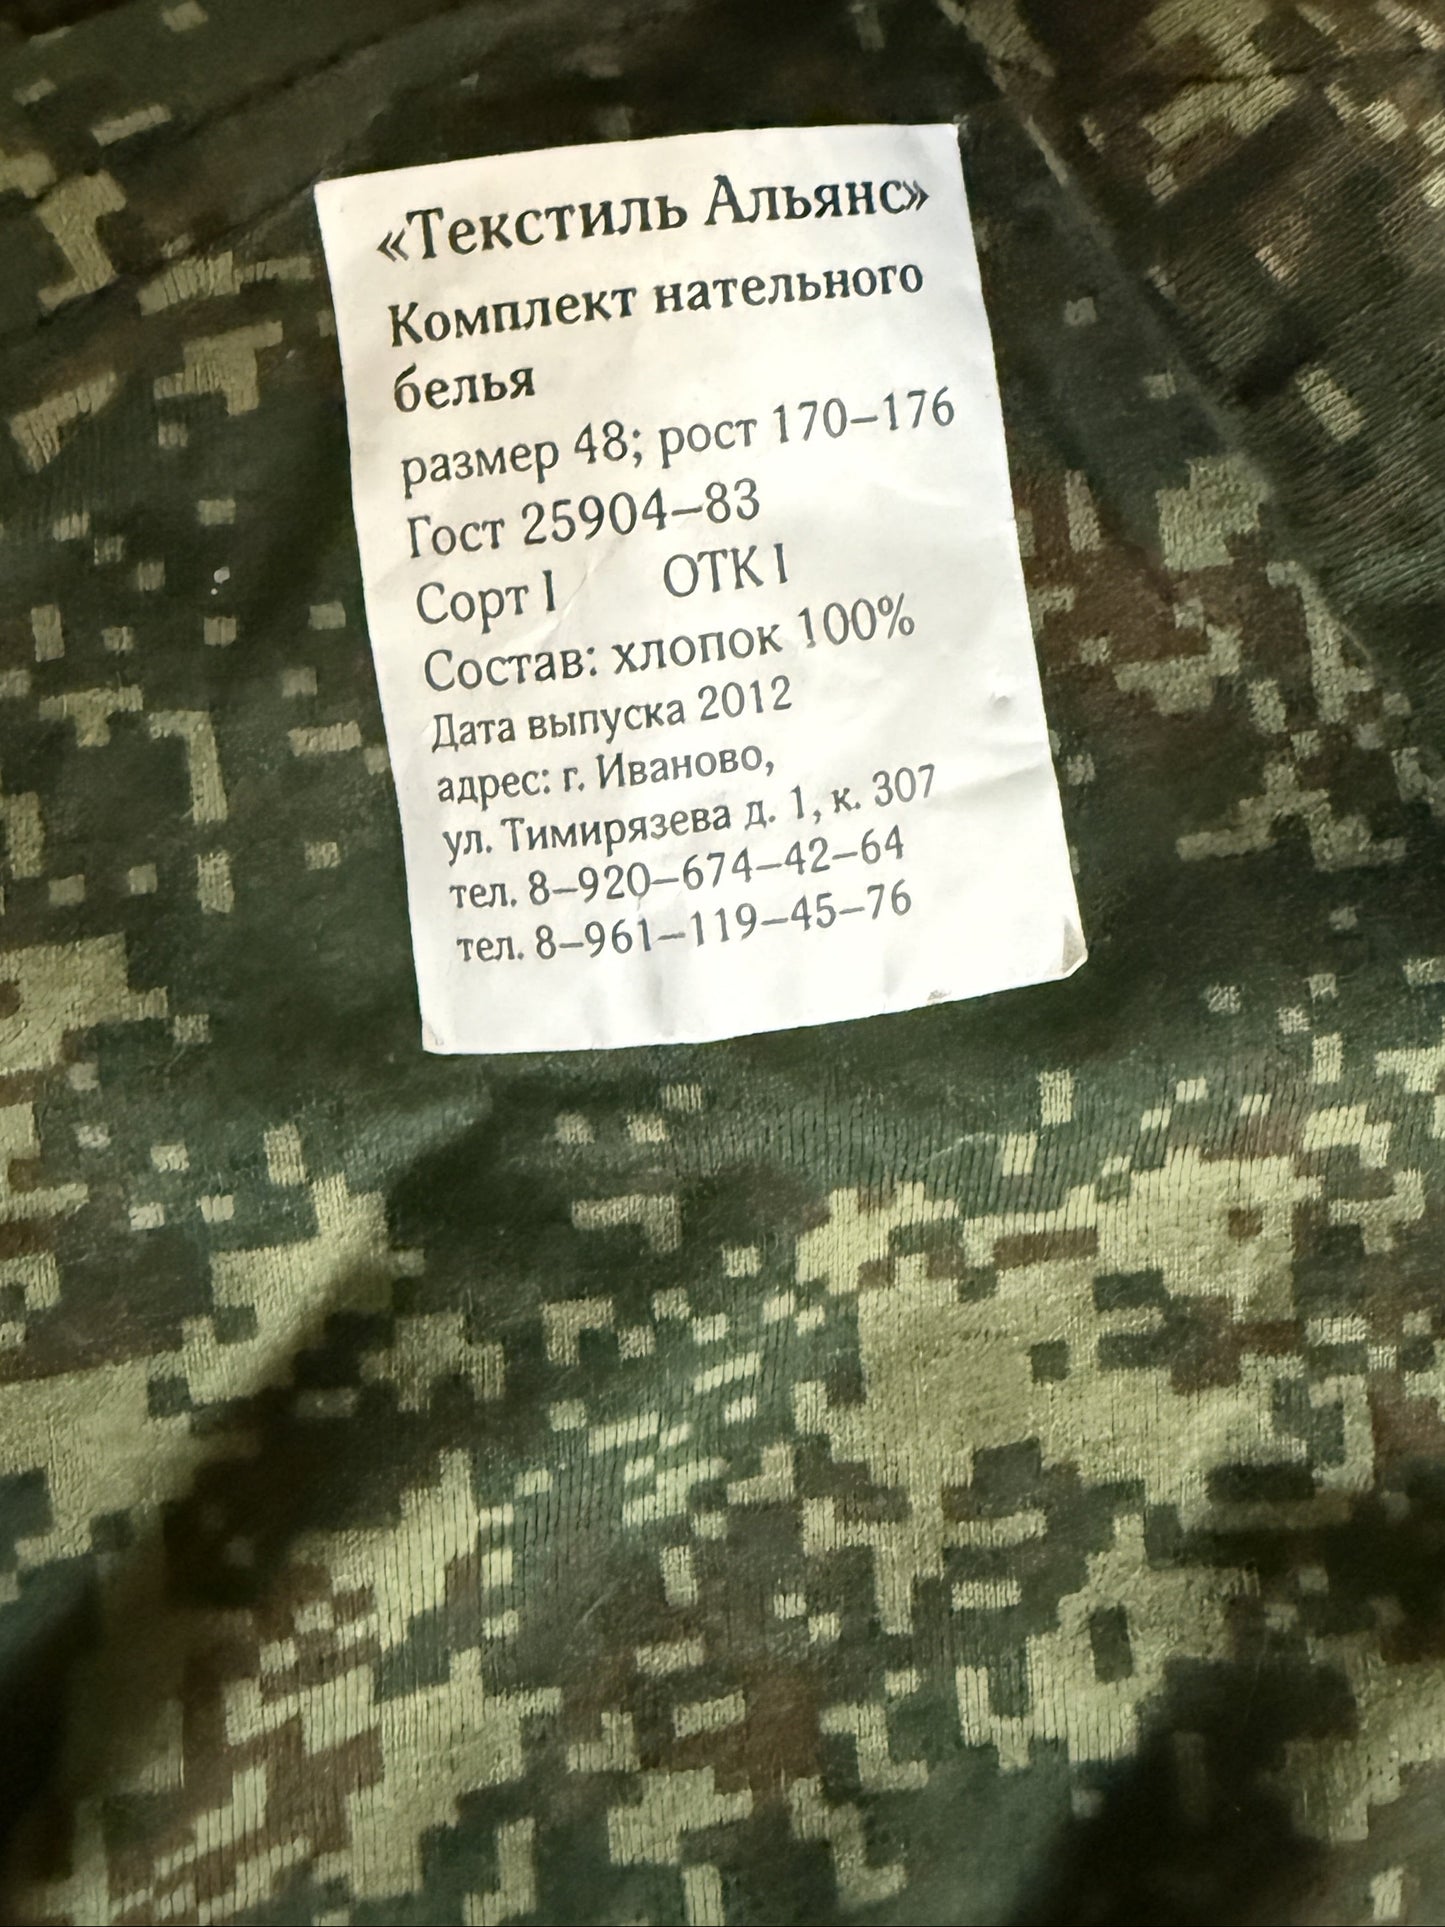 «Текстиль Альянс»
Комплект нательного
белья
размер 48; рост 170–176
Гост 25904–83
Сорт I ОТК I
Состав: хлопок 100%
Дата выпуска 2012
адрес: г. Иваново,
ул. Тимирязева д. 1, к. 307
тел. 8–920–674–42–64
тел. 8–961–119–45–76